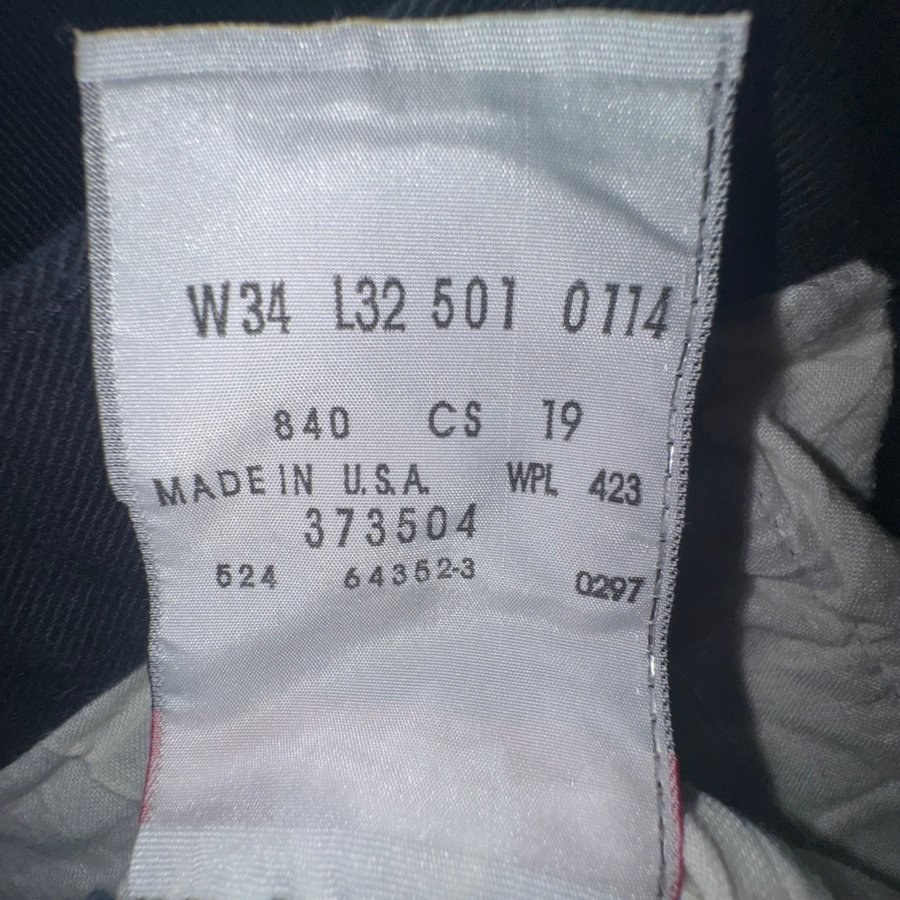 W34 L32 501 0114
840 CS 19
MADE IN U.S.A. WPL 423
373504
524 64352-3 0297